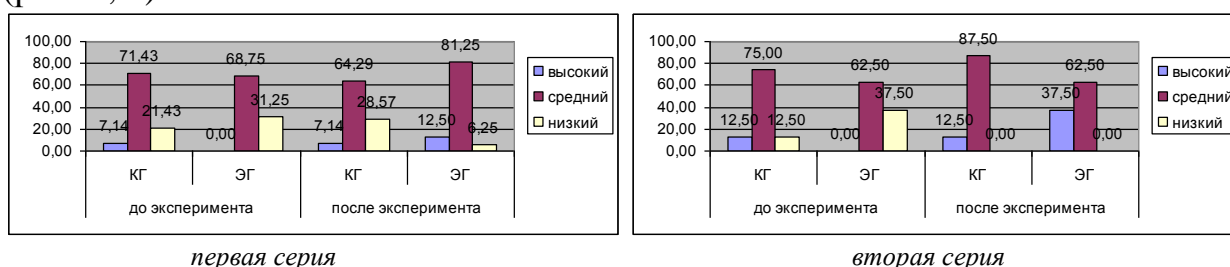 100,00
80,00
60,00
40,00
20,00
0,00
7,14
71,43
21,43
0,00
68,75
31,25
7,14
64,29
28,57
12,50
81,25
6,25
КГ
ЭГ
КГ
ЭГ
до эксперимента
после эксперимента
высокий
средний
низкий
первая серия
100,00
80,00
60,00
40,00
20,00
0,00
12,50
75,00
12,50
0,00
62,50
37,50
12,50
87,50
0,00
37,50
62,50
0,00
КГ
ЭГ
КГ
ЭГ
до эксперимента
после эксперимента
высокий
средний
низкий
вторая серия